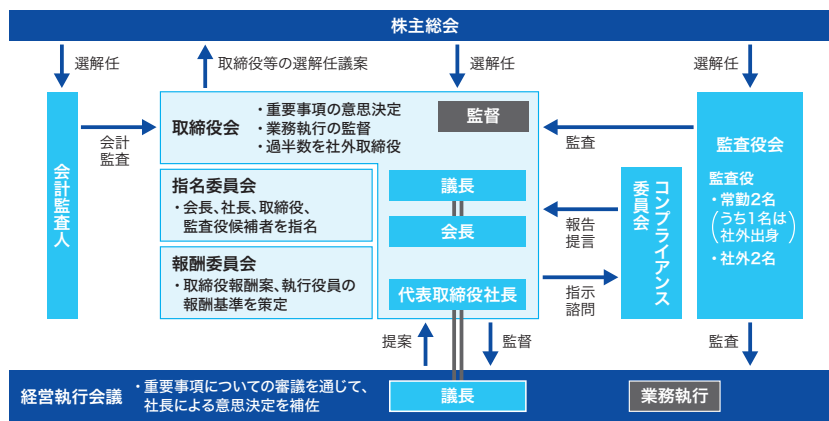 株主総会
選解任
取締役等の選解任議案
選解任
選解任
会計監査人
会計
監査
取締役会
・重要事項の意思決定
・業務執行の監督
・過半数を社外取締役
監督
監査
監査役会
監査役
・常勤2名
(うち1名は
社外出身)
・社外2名
指名委員会
・会長、社長、取締役、
監査役候補者を指名
議長
会長
報告
提言
コンプライアンス
委員会
報酬委員会
・取締役報酬案、執行役員の
報酬基準を策定
代表取締役社長
指示
諮問
提案
監督
監査
経営執行会議
・重要事項についての審議を通じて、
社長による意思決定を補佐
議長
業務執行